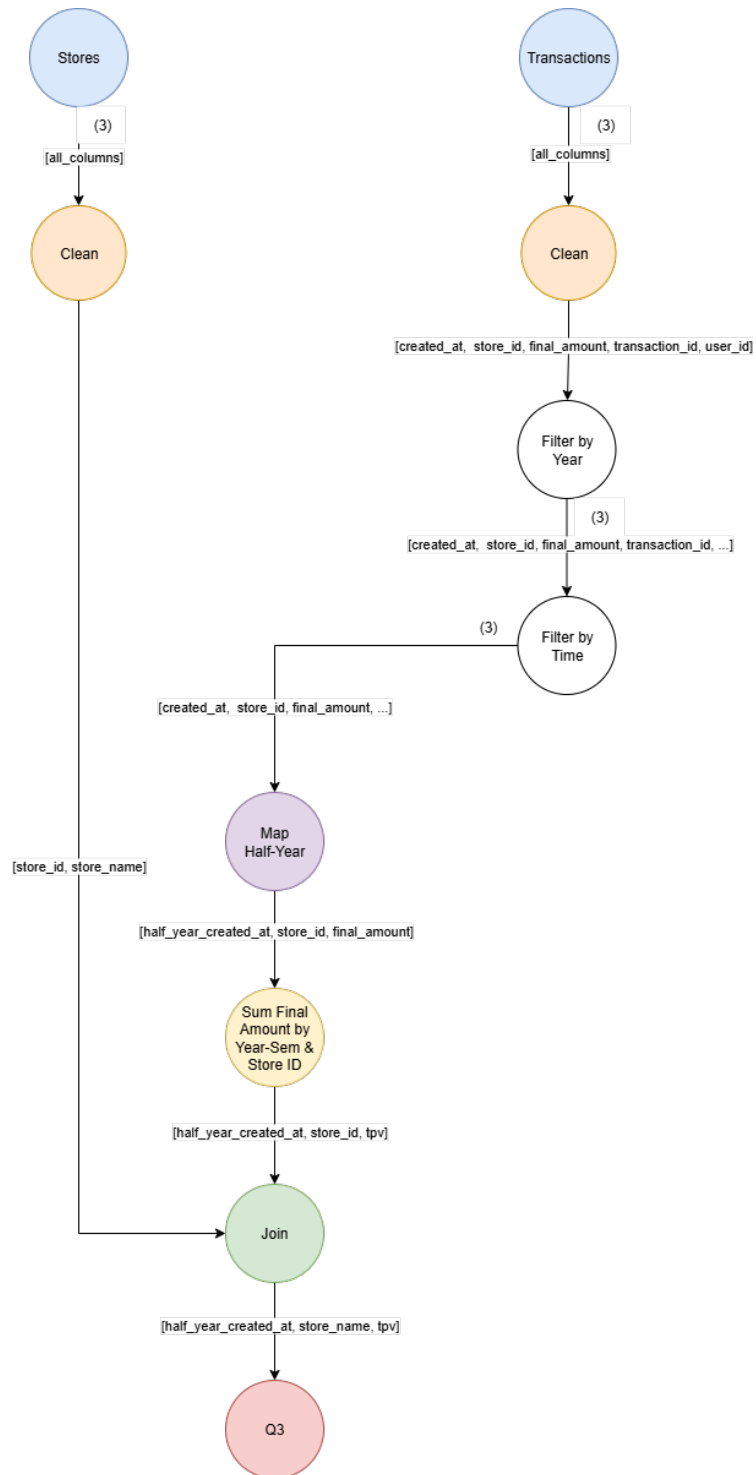 Stores
Transactions
(3)
(3)
[all_columns]
[all_columns]
Clean
Clean
[created_at,  store_id, final_amount, transaction_id, user_id]
Filter by
Year
(3)
[created_at,  store_id, final_amount, transaction_id, ...]
(3)
Filter by
Time
[created_at,  store_id, final_amount, ...]
Map
Half-Year
[store_id, store_name]
[half_year_created_at, store_id, final_amount]
Sum Final
Amount by
Year-Sem &
Store ID
[half_year_created_at, store_id, tpv]
Join
[half_year_created_at, store_name, tpv]
Q3